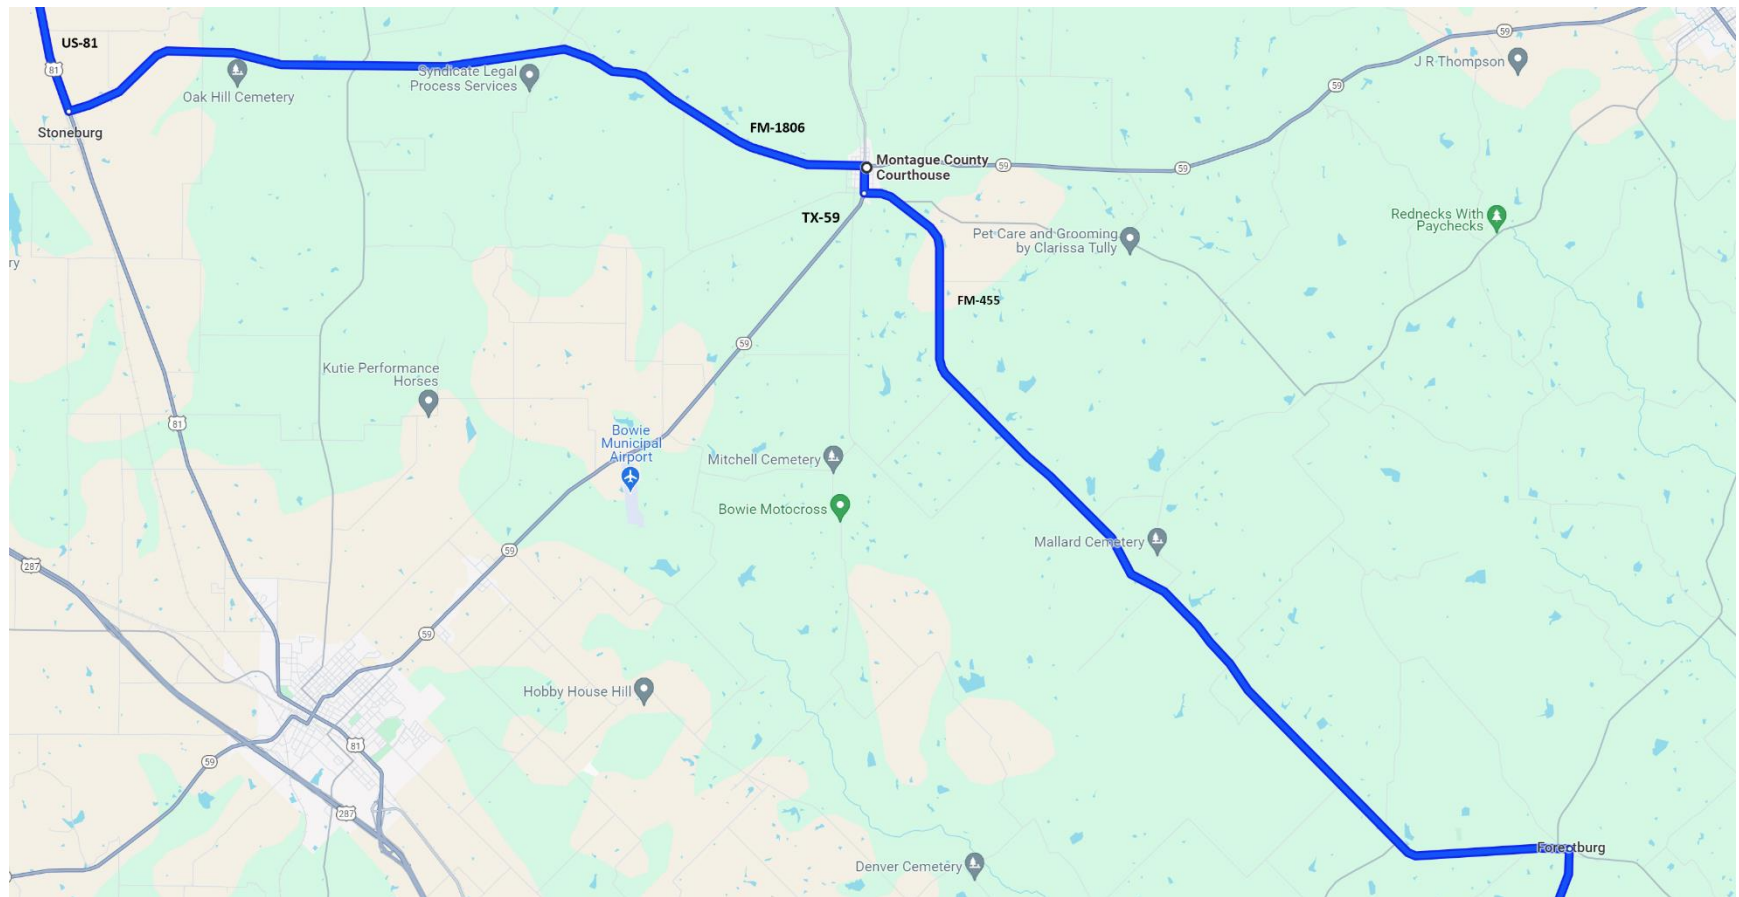 US-81
59
81
J R Thompson
Syndicate Legal
Process Services
59
Oak Hill Cemetery
Stoneburg
FM-1806
Montague County
Courthouse
59
59
TX-59
Rednecks With
Paychecks
Pet Care and Grooming
by Clarissa Tully
ry
FM-455
59
Kutie Performance
Horses
81
Bowie
Municipal
Airport
Mitchell Cemetery
Bowie Motocross
59
Mallard Cemetery
287
59
Hobby House Hill
81
59
287
Forestburg
Denver Cemetery